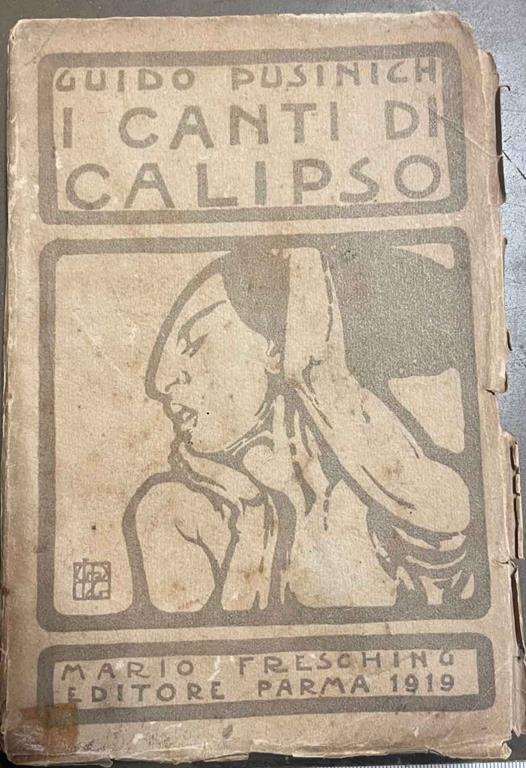 GUIDO PUSINICH
I CANTI DI
CALIPSO
MARIO FRESCHING
EDITORE PARMA 1919